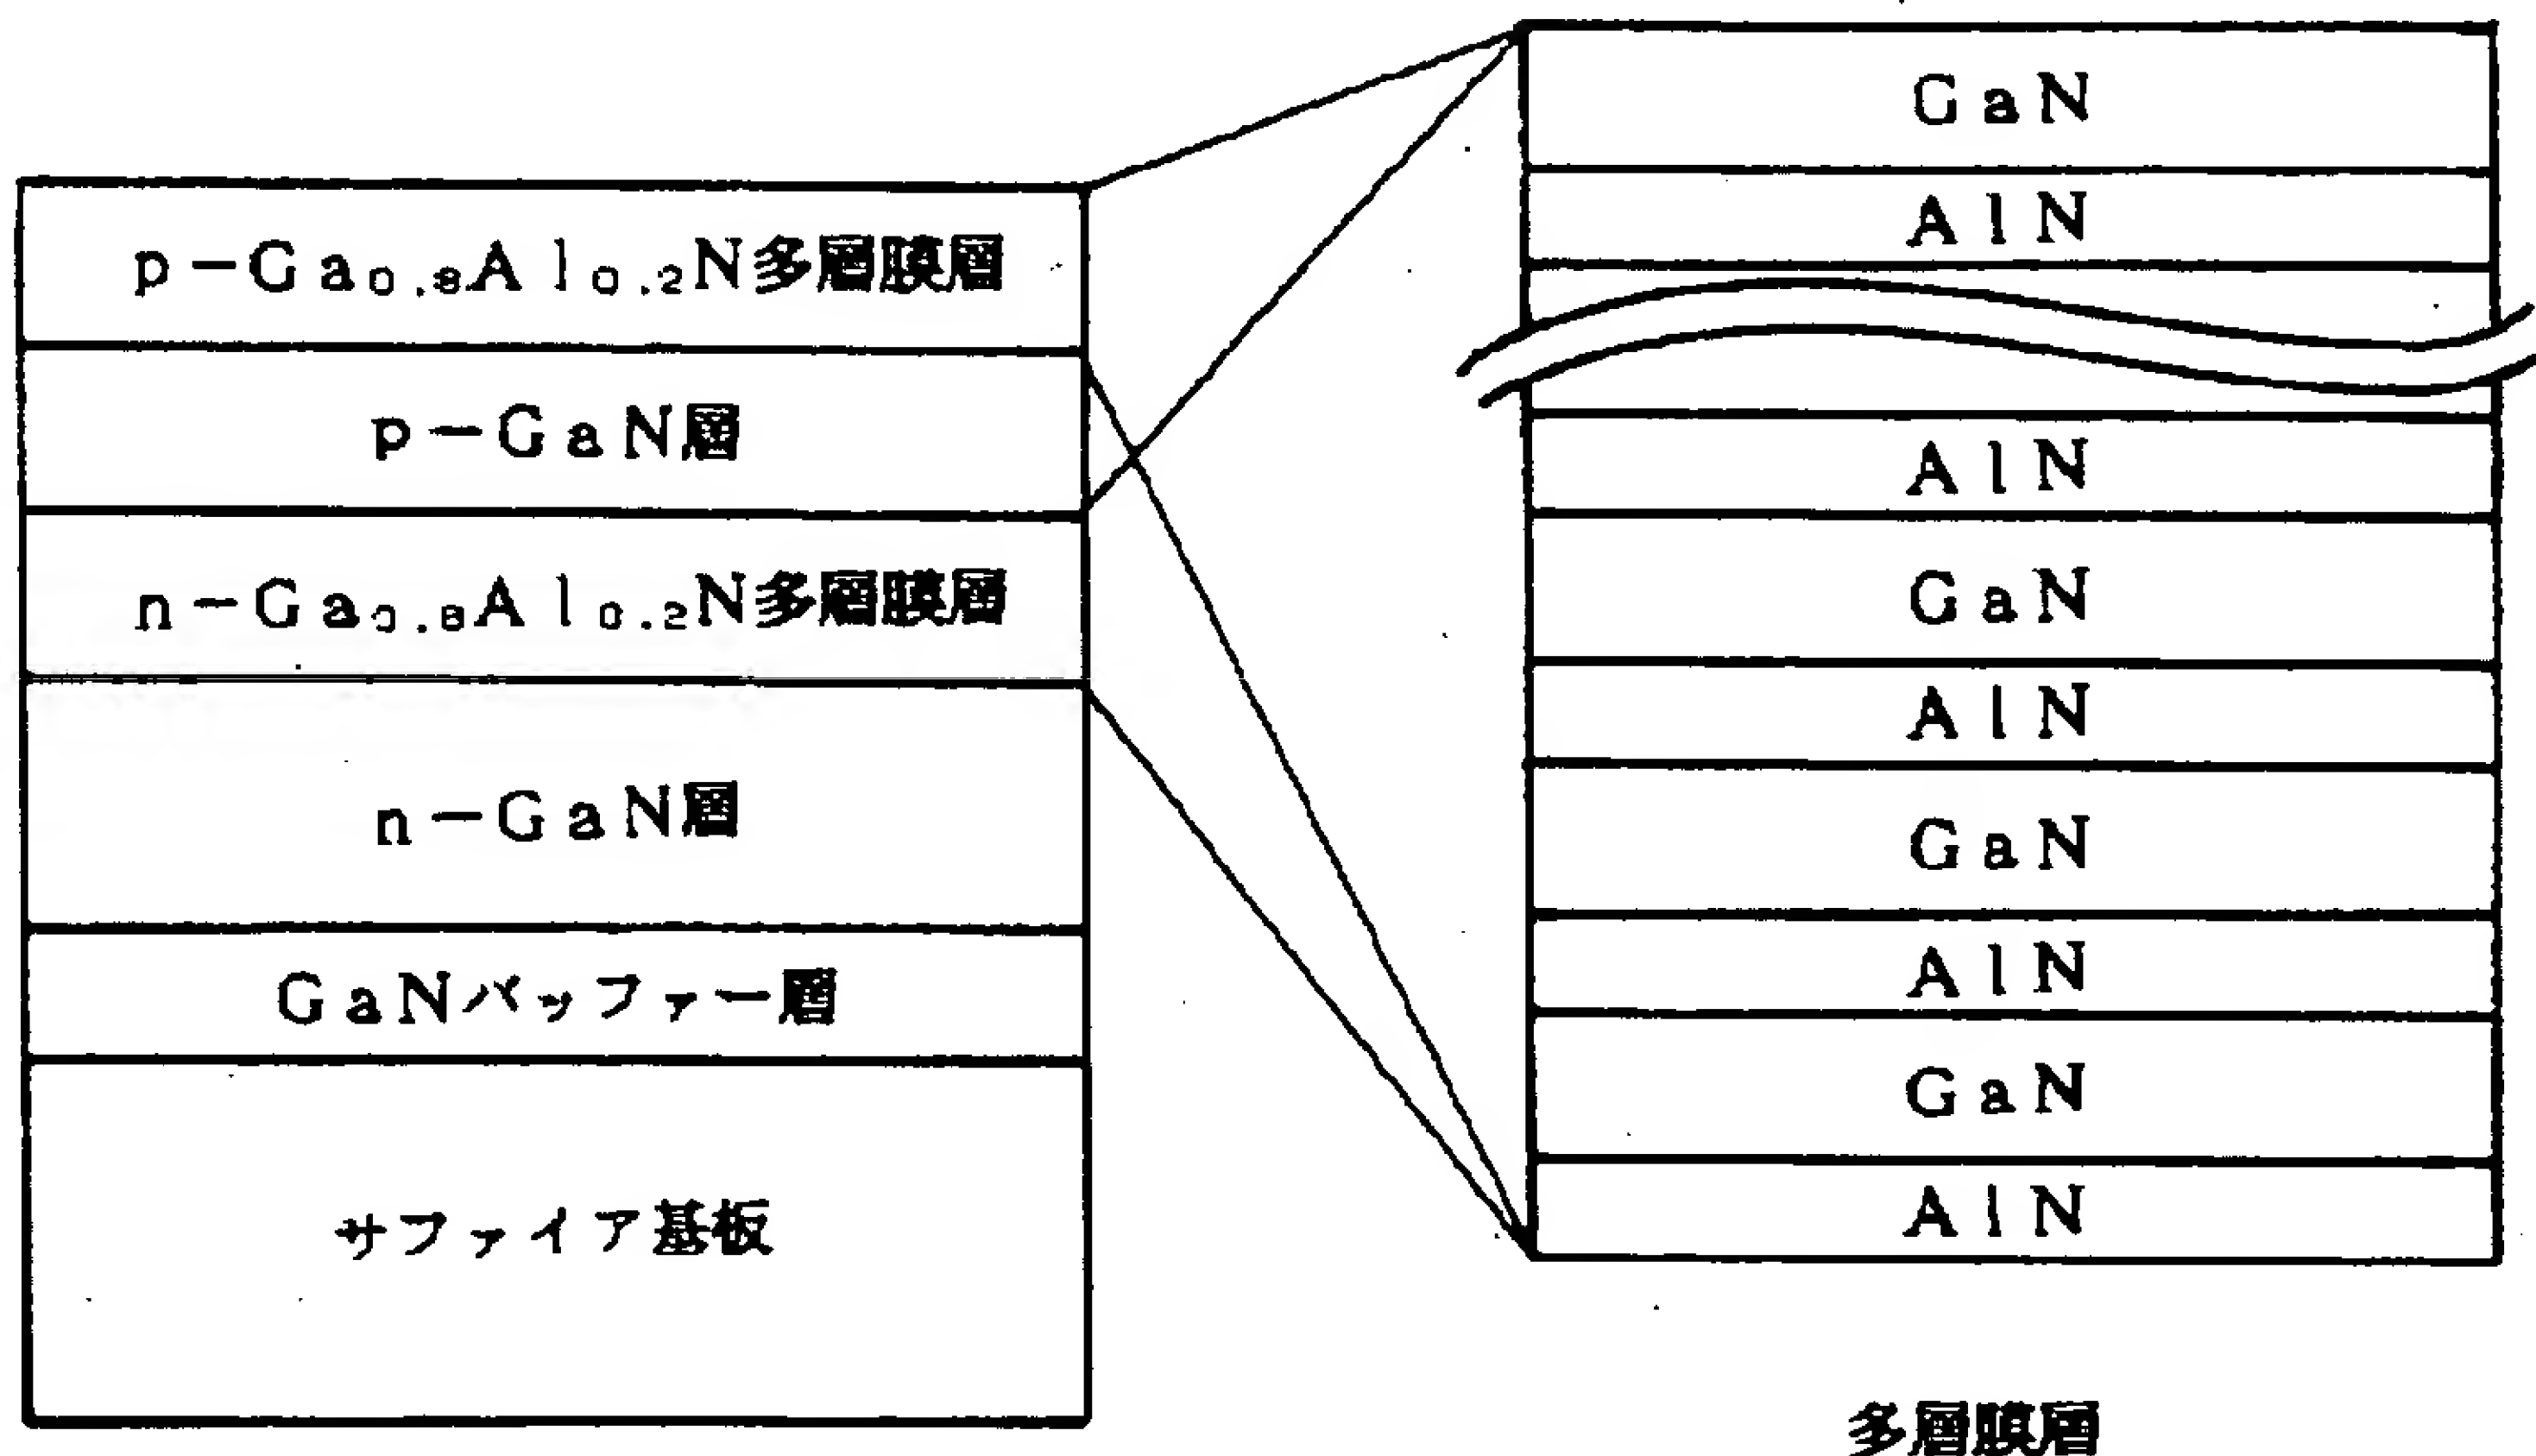 p－Ga₀.₈Al₀.₂N多層膜層
p－GaN層
n－Ga₀.₈Al₀.₂N多層膜層
n－GaN層
GaNバッファー層
サファイア基板
GaN
AlN
AlN
GaN
AlN
GaN
AlN
GaN
AlN
多層膜層